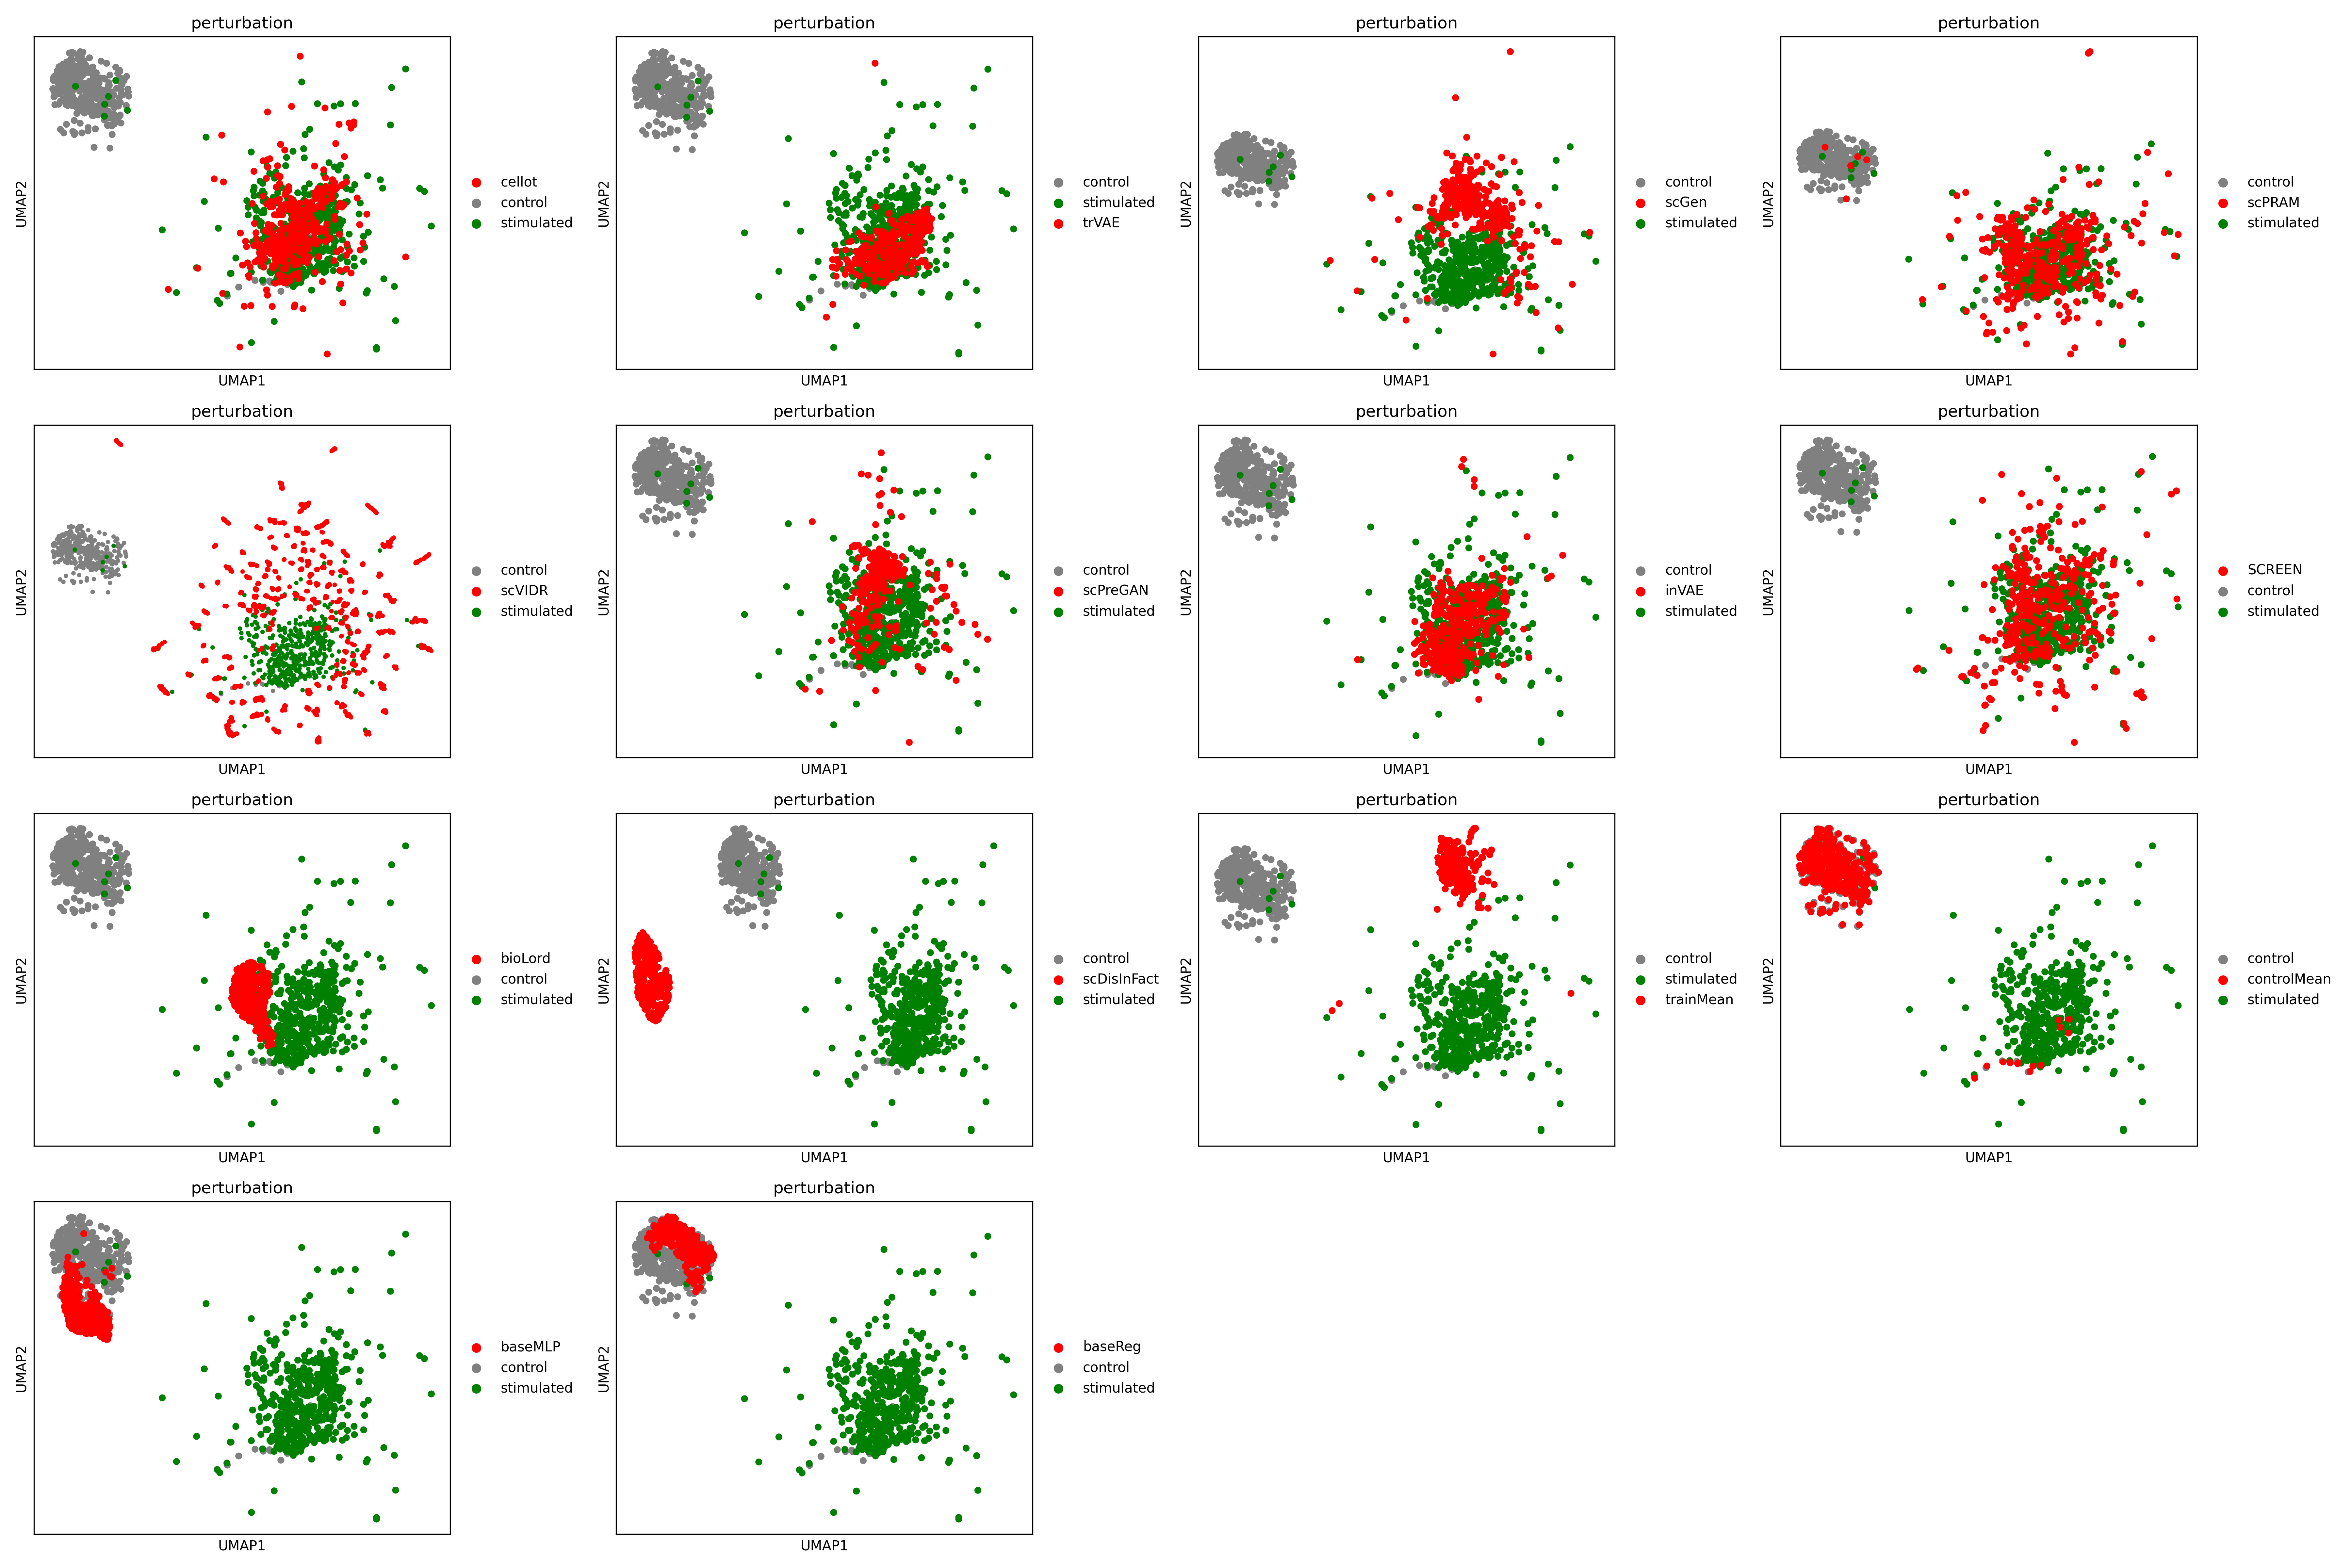 perturbation
UMAP2
cellot
control
stimulated
UMAP1
perturbation
UMAP2
control
stimulated
trVAE
UMAP1
perturbation
UMAP2
control
scGen
stimulated
UMAP1
perturbation
UMAP2
control
scPRAM
stimulated
UMAP1
perturbation
UMAP2
control
scVIDR
stimulated
UMAP1
perturbation
UMAP2
control
scPreGAN
stimulated
UMAP1
perturbation
UMAP2
control
inVAE
stimulated
UMAP1
perturbation
UMAP2
SCREEN
control
stimulated
UMAP1
perturbation
UMAP2
bioLord
control
stimulated
UMAP1
perturbation
UMAP2
control
scDisInFact
stimulated
UMAP1
perturbation
UMAP2
control
stimulated
trainMean
UMAP1
perturbation
UMAP2
control
controlMean
stimulated
UMAP1
perturbation
UMAP2
baseMLP
control
stimulated
UMAP1
perturbation
UMAP2
baseReg
control
stimulated
UMAP1